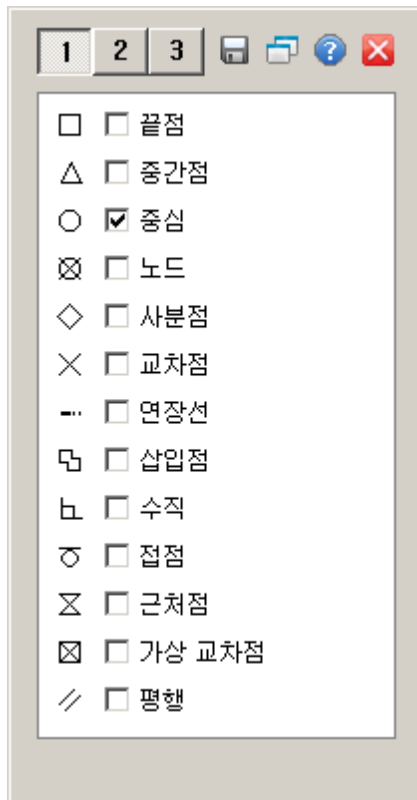 1 2 3 ?
끝점
중간점
중심
노드
사분점
교차점
연장선
삽입점
수직
접점
근처점
가상 교차점
평행